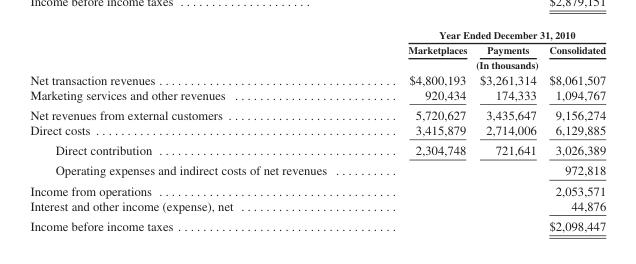 Income before income taxes ..................... $2,879,151
Year Ended December 31, 2010
Marketplaces Payments Consolidated
(In thousands)
Net transaction revenues ..................................... $4,800,193 $3,261,314 $8,061,507
Marketing services and other revenues ......................... 920,434 174,333 1,094,767
Net revenues from external customers .......................... 5,720,627 3,435,647 9,156,274
Direct costs ............................................... 3,415,879 2,714,006 6,129,885
Direct contribution ..................................... 2,304,748 721,641 3,026,389
Operating expenses and indirect costs of net revenues .......... 972,818
Income from operations ..................................... 2,053,571
Interest and other income (expense), net ........................ 44,876
Income before income taxes .................................. $2,098,447